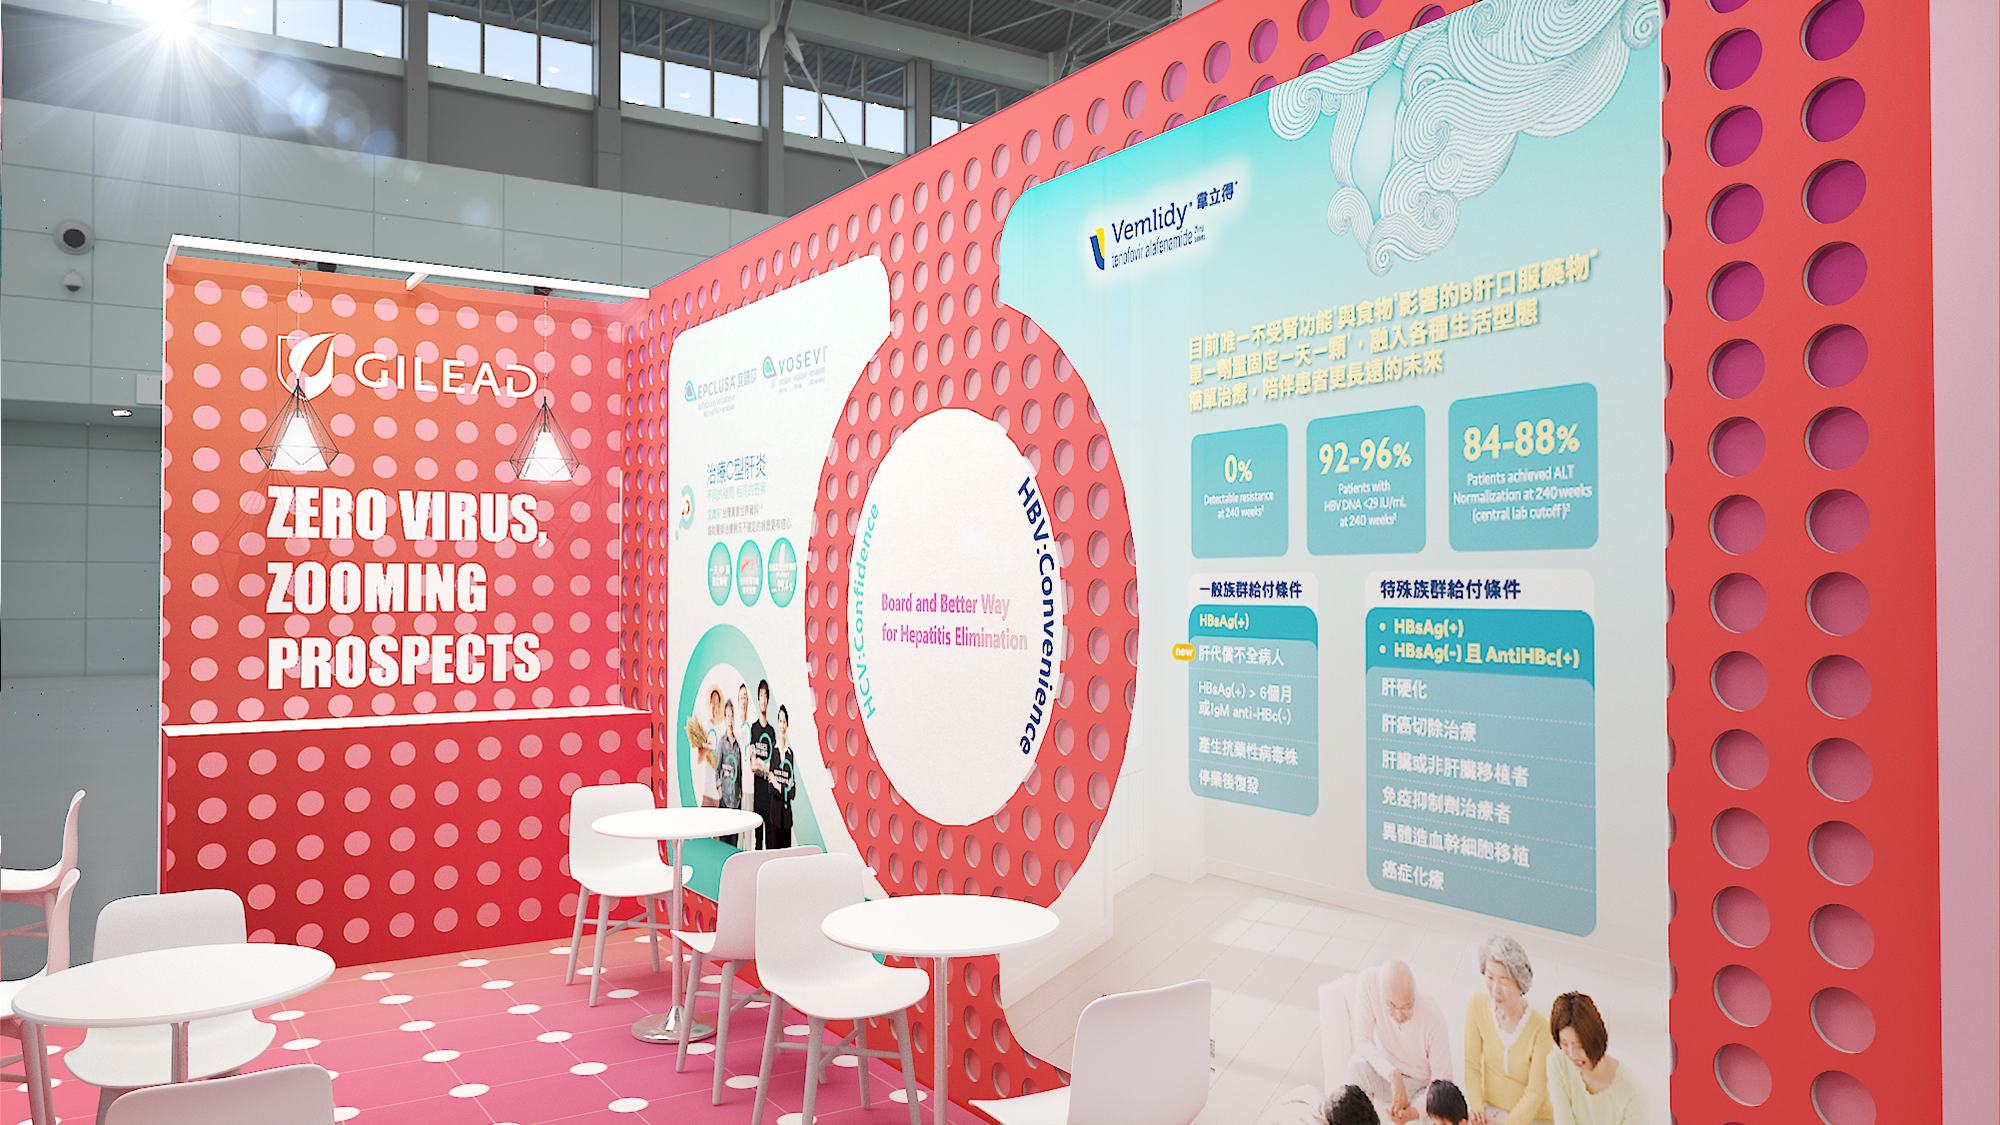 GILEAD
ZERO VIRUS,
ZOOMING
PROSPECTS
EPCLUSA
VOSEVI
治療C型肝炎
HCV:Confidence
Board and Better Way
for Hepatitis Elimination
HBV:Convenience
Vemlidy® 韋立得®
tenofovir alafenamide
目前唯一不受腎功能與食物影響的B肝口服藥物
單一劑量固定一天一顆，融入各種生活型態
簡單治療，陪伴患者更長遠的未來
0%
Detectable resistance
at 240 weeks
92-96%
Patients with
HBV DNA <29 IU/mL
at 240 weeks
84-88%
Patients achieved ALT
Normalization at 240 weeks
(central lab cutoff)
一般族群給付條件
HBsAg(+)
new 肝代償不全病人
HBsAg(+) > 6個月
或IgM anti-HBc(-)
產生抗藥性病毒株
停藥後復發
特殊族群給付條件
• HBsAg(+)
• HBsAg(-) 且 AntiHBc(+)
肝硬化
肝癌切除治療
肝臟或非肝臟移植者
免疫抑制劑治療者
異體造血幹細胞移植
癌症化療